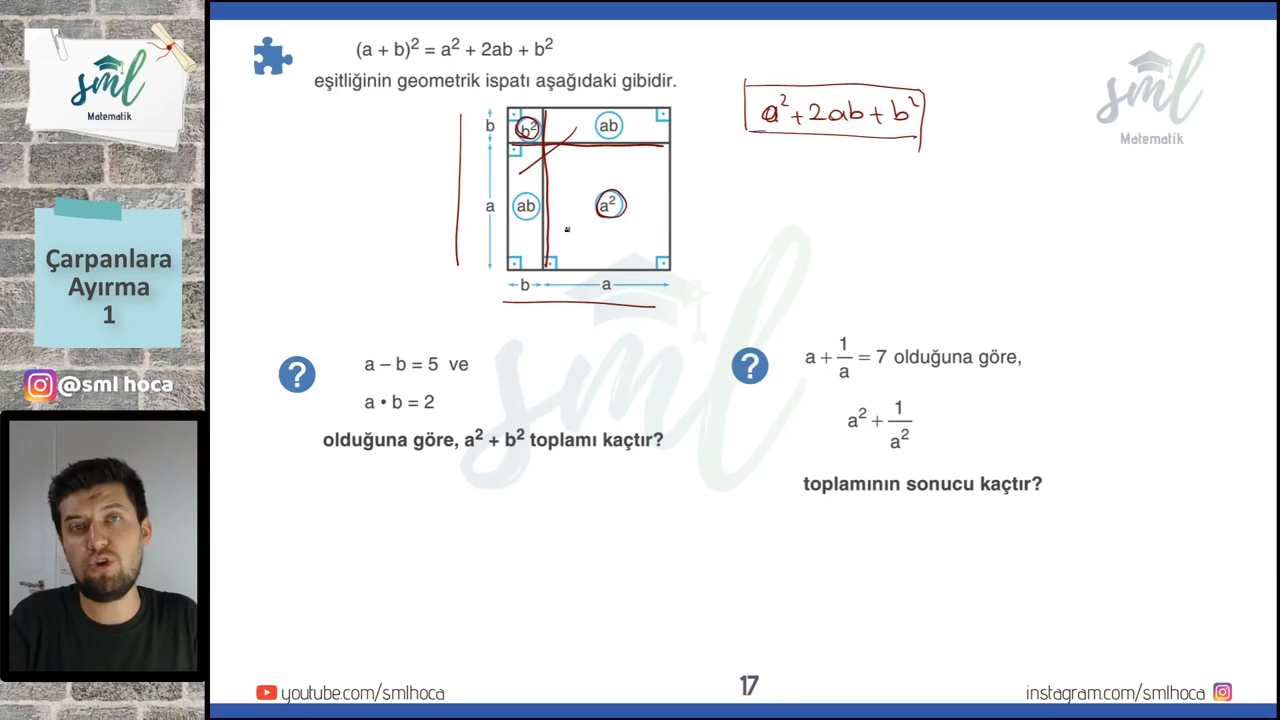 sml
Matematik
Çarpanlara
Ayırma
1
@sml hoca
(a + b)² = a² + 2ab + b²
eşitliğinin geometrik ispatı aşağıdaki gibidir.
b
b²
ab
a
ab
a²
b
a
a²+2ab+b²
sml
Matematik
sml
a – b = 5 ve
a • b = 2
olduğuna göre, a² + b² toplamı kaçtır?
a + 1/a = 7 olduğuna göre,
a² + 1/a²
toplamının sonucu kaçtır?
youtube.com/smlhoca
17
instagram.com/smlhoca